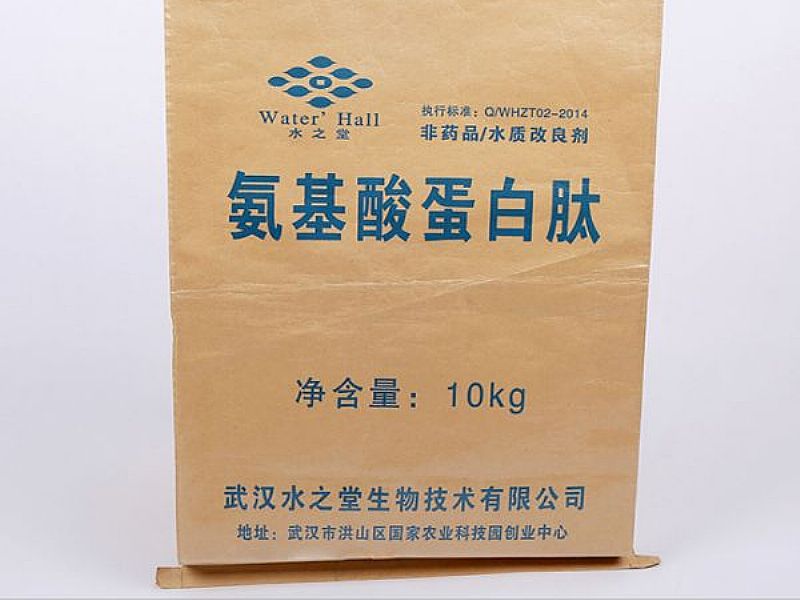 Water' Hall
水之堂
执行标准：Q/WHZT02-2014
非药品/水质改良剂
氨基酸蛋白肽
净含量：10kg
武汉水之堂生物技术有限公司
地址：武汉市洪山区国家农业科技园创业中心